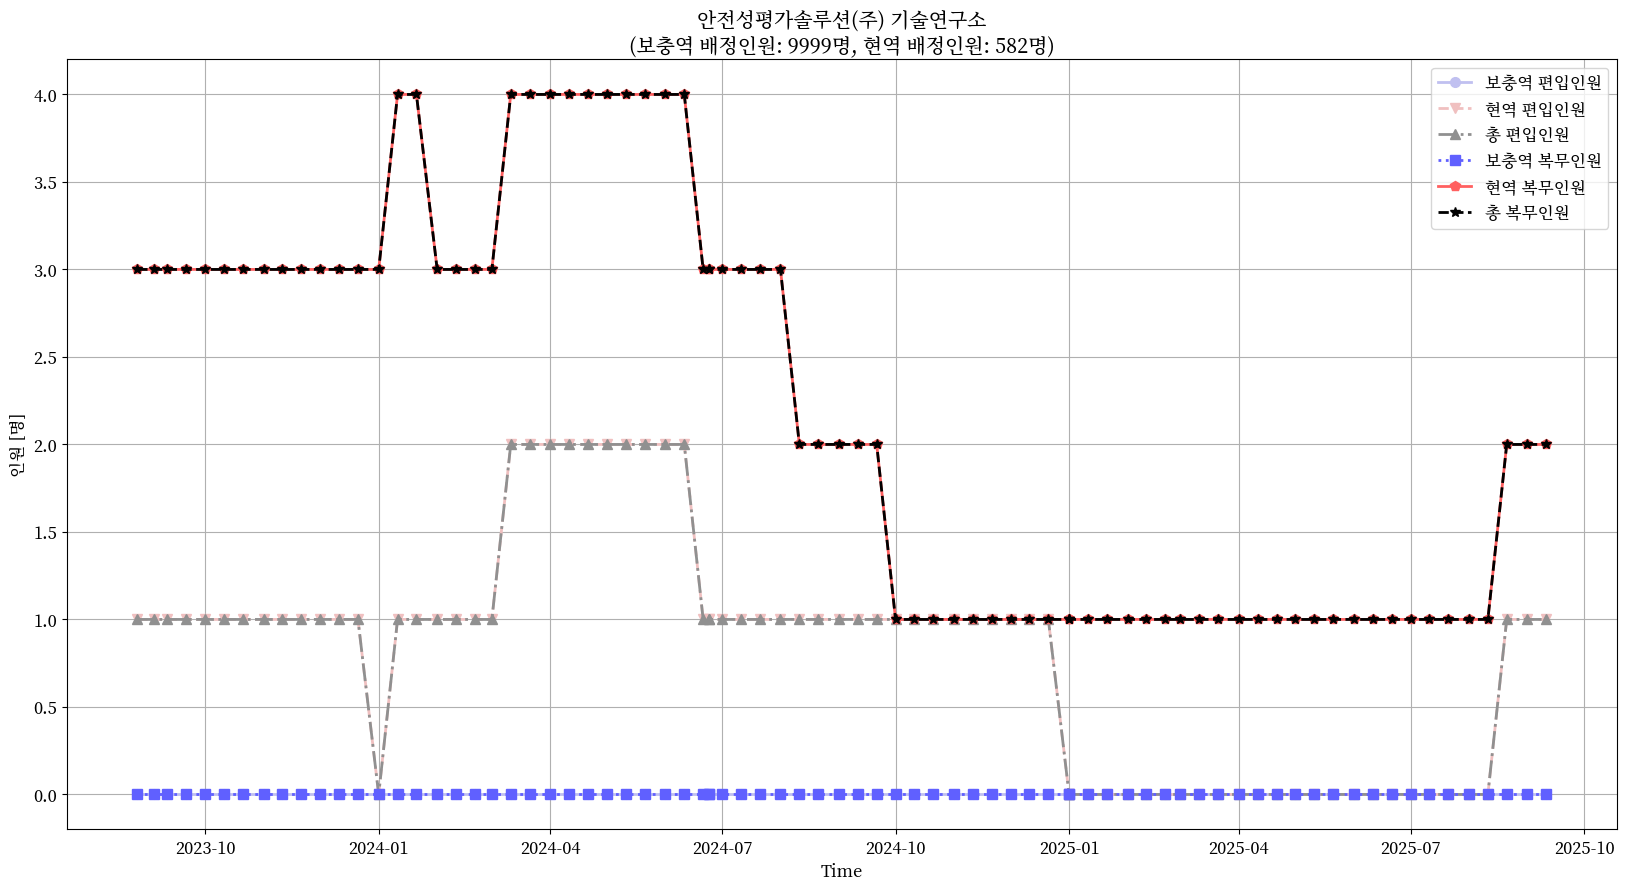 안전성평가솔루션(주) 기술연구소
(보충역 배정인원: 9999명, 현역 배정인원: 582명)
보충역 편입인원
현역 편입인원
총 편입인원
보충역 복무인원
현역 복무인원
총 복무인원
인원 [명]
4.0
3.5
3.0
2.5
2.0
1.5
1.0
0.5
0.0
2023-10
2024-01
2024-04
2024-07
2024-10
2025-01
2025-04
2025-07
2025-10
Time